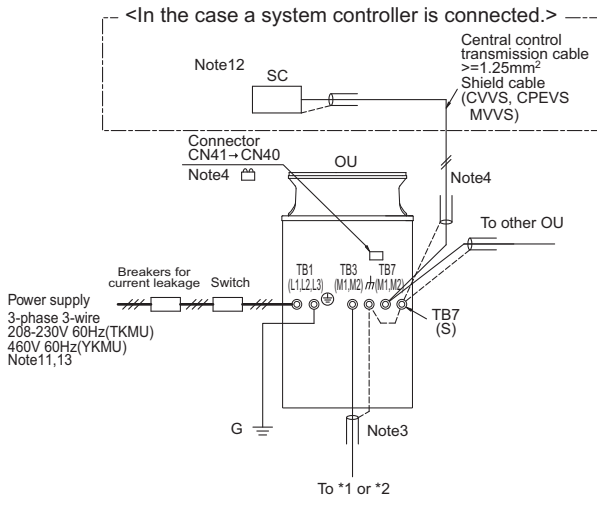 <In the case a system controller is connected.>
Note12
SC
Central control
transmission cable
>=1.25mm²
Shield cable
(CVVS, CPEVS
MVVS)
Connector
CN41→CN40
Note4
OU
Note4
To other OU
TB1
(L1,L2,L3)
TB3
(M1,M2)
TB7
(M1,M2)
Breakers for
current leakage
Switch
Power supply
3-phase 3-wire
208-230V 60Hz(TKMU)
460V 60Hz(YKMU)
Note11,13
TB7
(S)
G
Note3
To *1 or *2